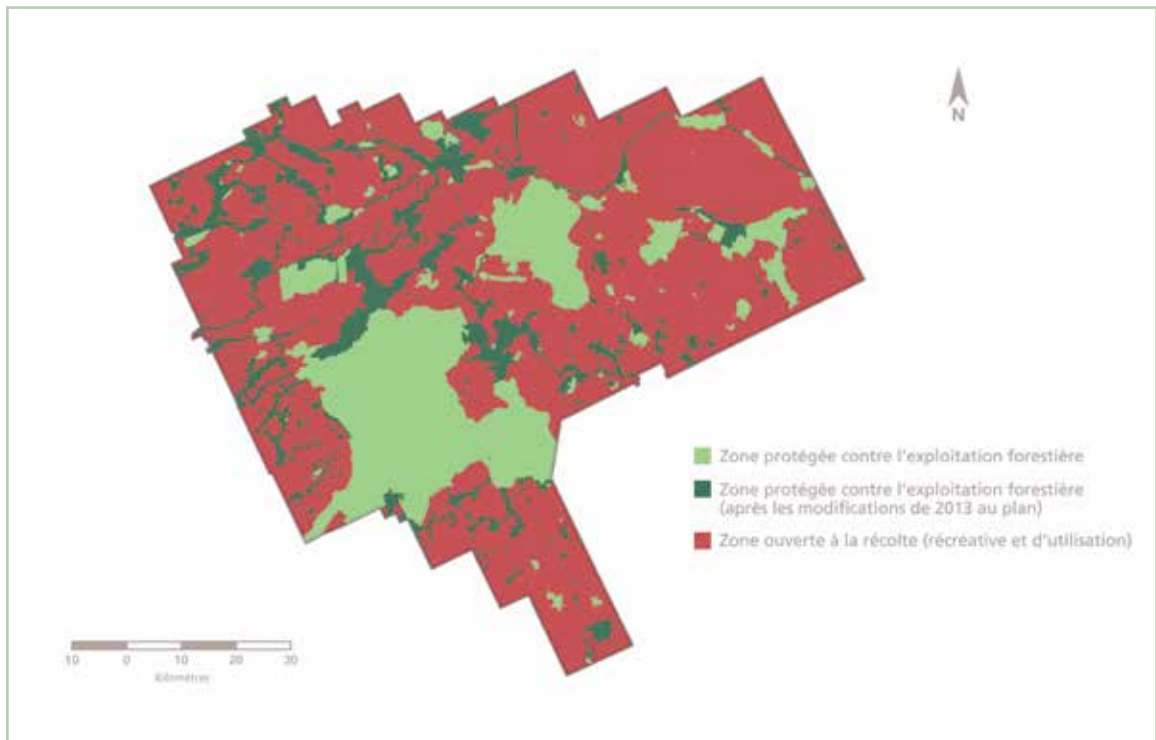 N
Zone protégée contre l'exploitation forestière
Zone protégée contre l'exploitation forestière
(après les modifications de 2013 au plan)
Zone ouverte à la récolte (récréative et d'utilisation)
10 0 10 20 30
Kilomètres